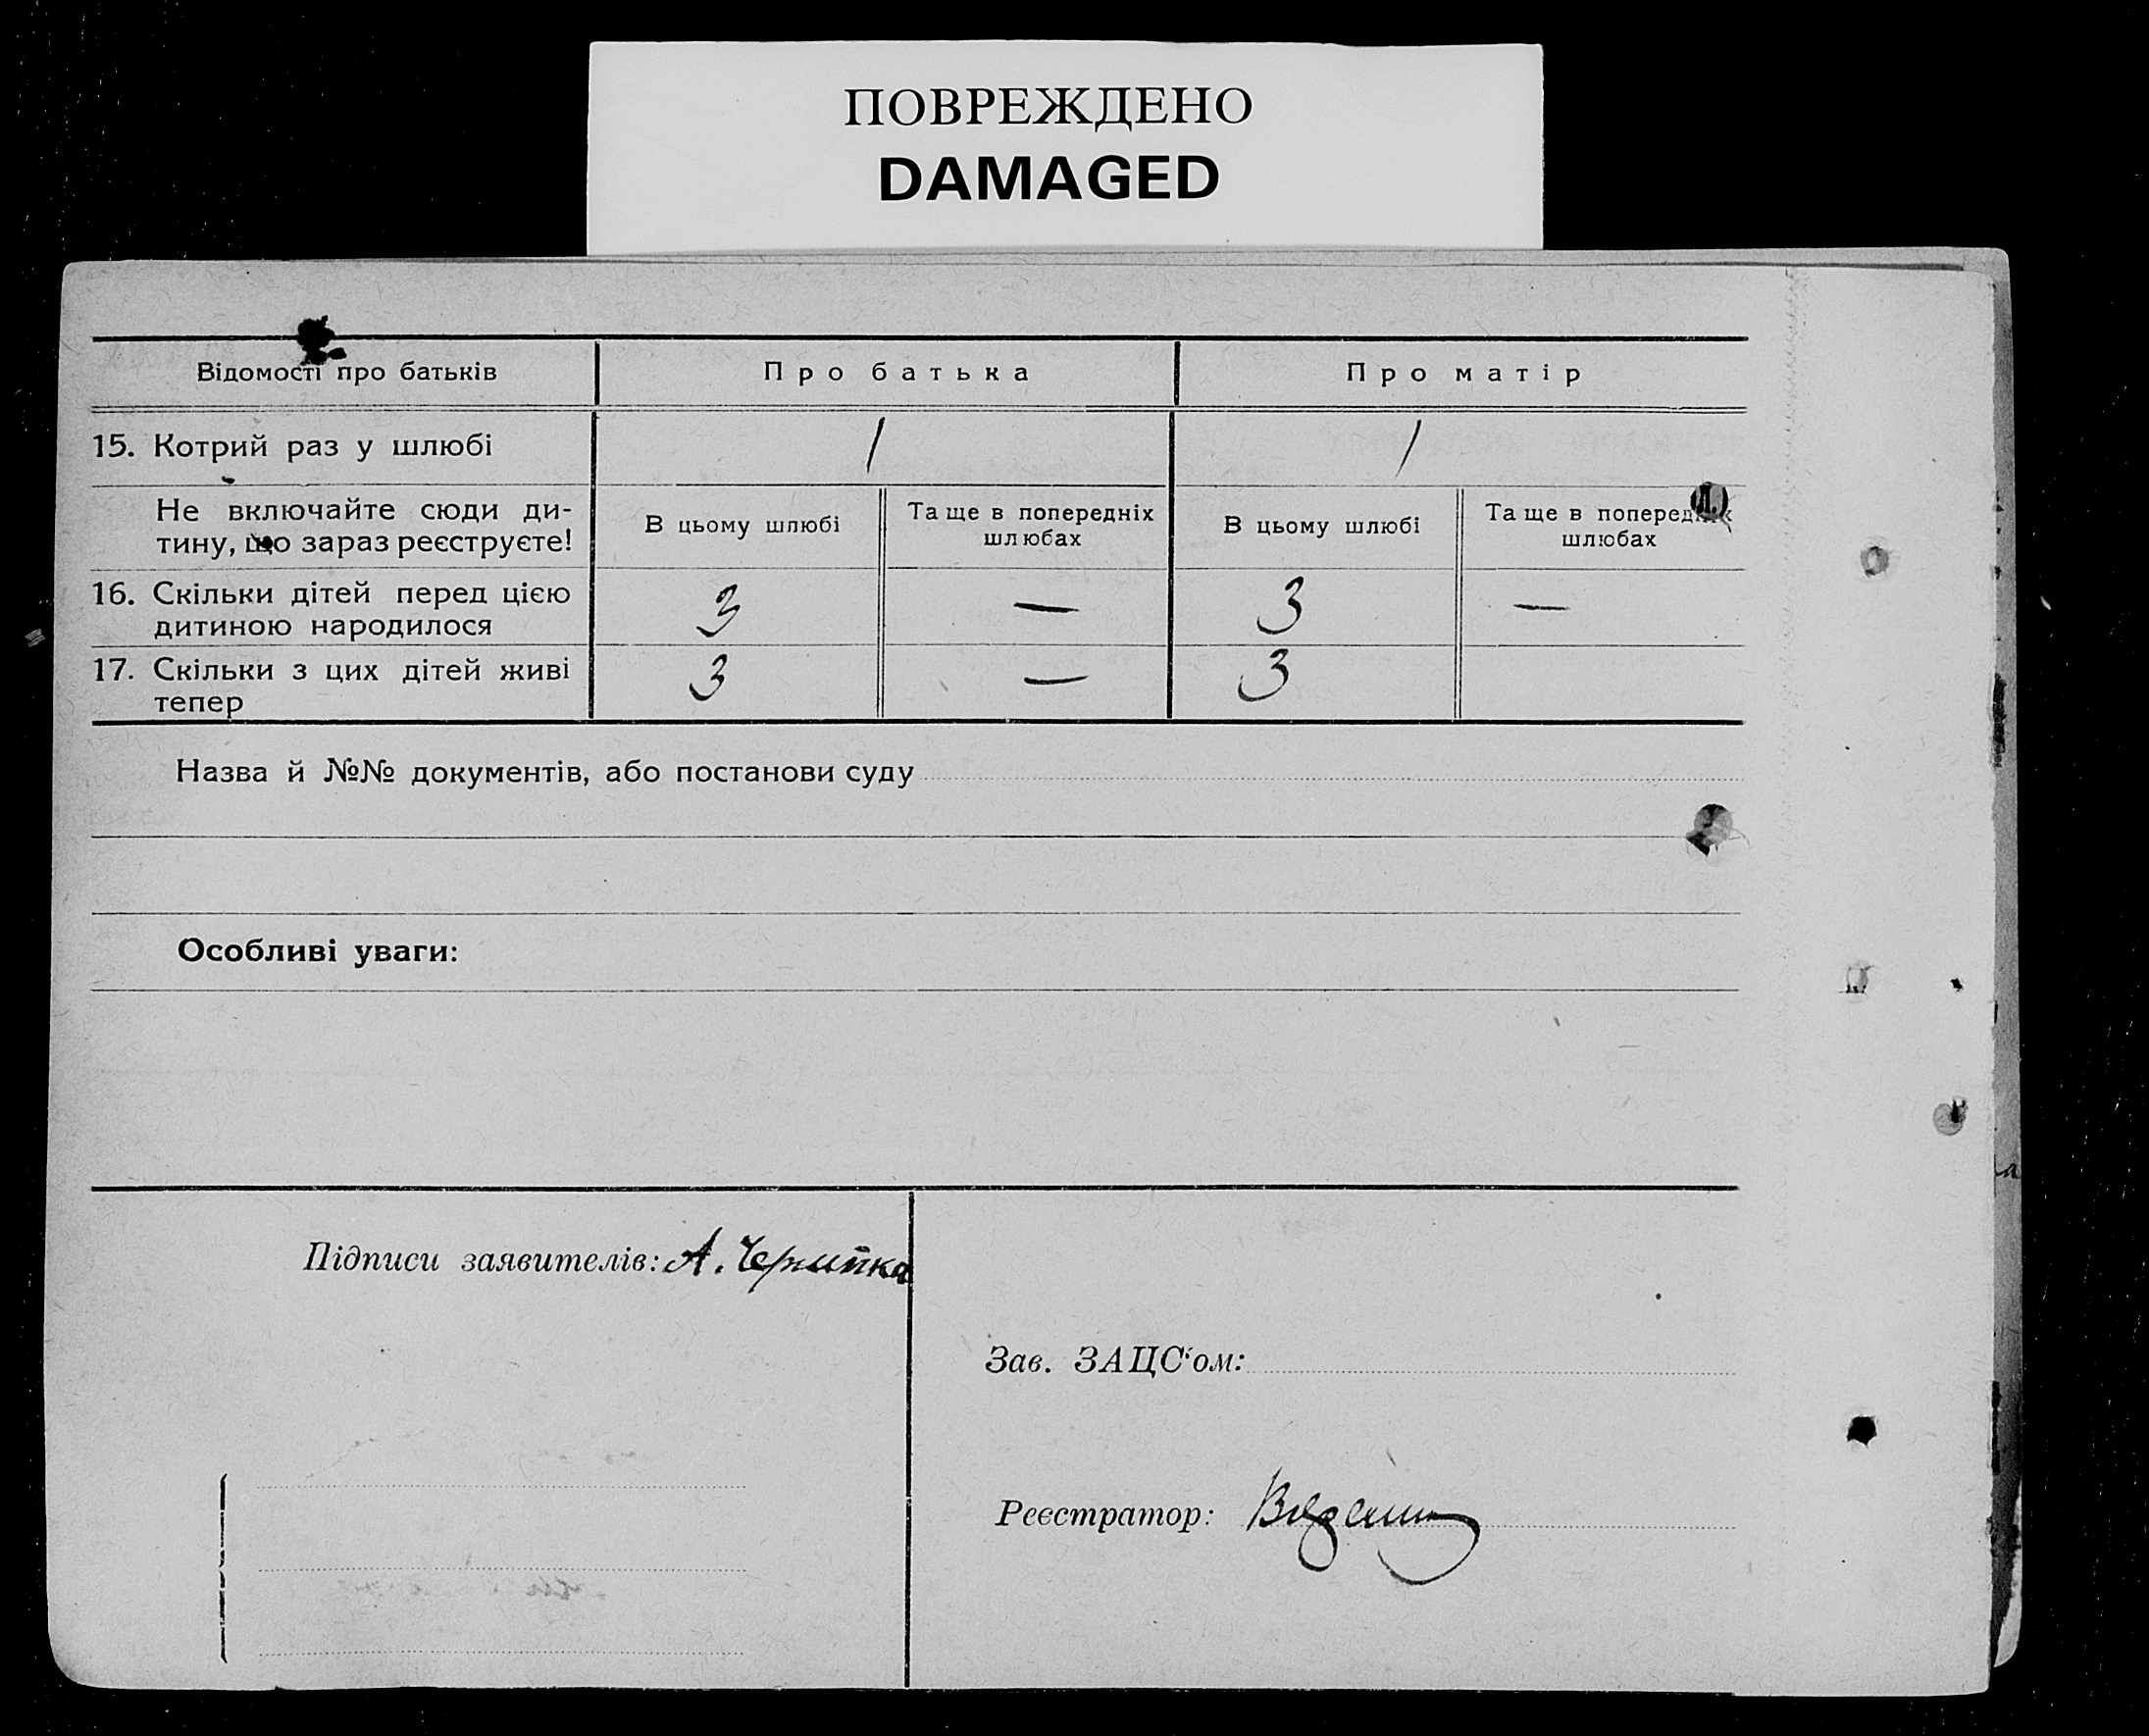 ПОВРЕЖДЕНО
DAMAGED
Відомості про батьків
Про батька
Про матір
15. Котрий раз у шлюбі
1
1
Не включайте сюди ди-
тину, що зараз реєструєте!
В цьому шлюбі
Та ще в попередніх
шлюбах
В цьому шлюбі
Та ще в попередніх
шлюбах
16. Скільки дітей перед цією
дитиною народилося
3
—
3
—
17. Скільки з цих дітей живі
тепер
3
—
3
Назва й №№ документів, або постанови суду
Особливі уваги:
Підписи заявителів: А.
Зав. ЗАЦС‘ом:
Реєстратор: